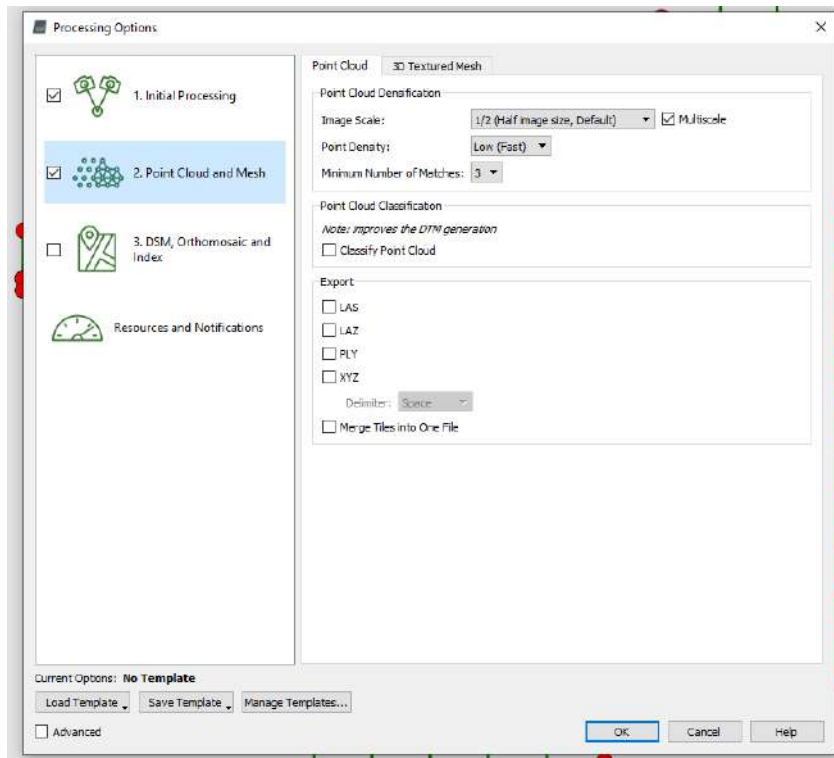 Processing Options
1. Initial Processing
2. Point Cloud and Mesh
3. DSM, Orthomosaic and
Index
Resources and Notifications
Point Cloud
3D Textured Mesh
Point Cloud Densification
Image Scale:
1/2 (Half image size, Default)
Multiscale
Point Density:
Low (Fast)
Minimum Number of Matches:
3
Point Cloud Classification
Note: improves the DTM generation
Classify Point Cloud
Export
LAS
LAZ
PLY
XYZ
Delimiter:
Space
Merge Tiles into One File
Current Options: No Template
Load Template
Save Template
Manage Templates...
Advanced
OK
Cancel
Help